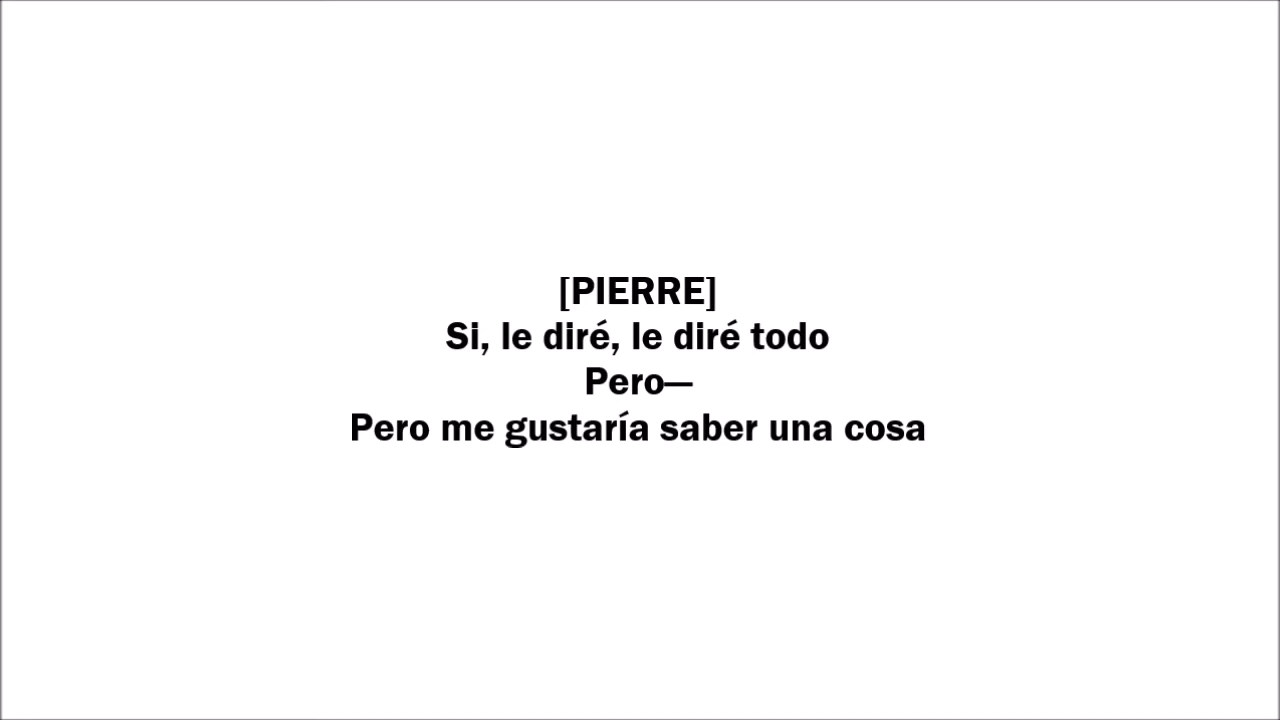 [PIERRE]
Si, le diré, le diré todo
Pero—
Pero me gustaría saber una cosa